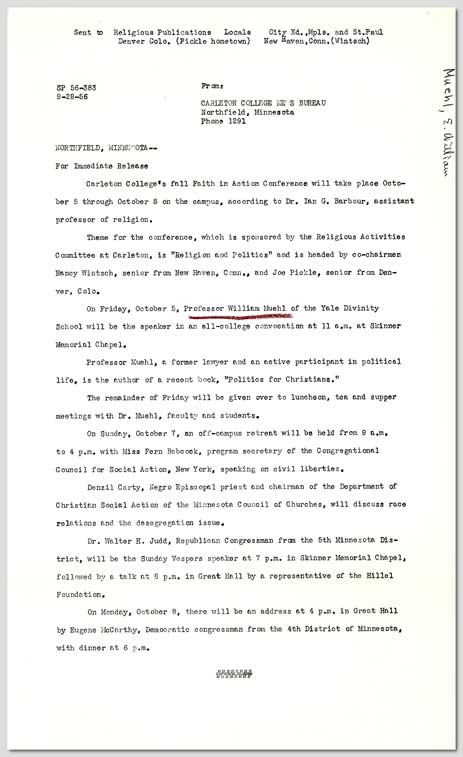 Sent to Religious Publications Locals City Ed.,Mpls. and St.Paul
Denver Colo. (Pickle hometown) New Haven,Conn.(Wintsch)
Muehl, E. William
SP 56-383
9-28-56
From:
CARLETON COLLEGE NEWS BUREAU
Northfield, Minnesota
Phone 1291
NORTHFIELD, MINNESOTA--
For Immediate Release
Carleton College's fall Faith in Action Conference will take place Octo-
ber 5 through October 8 on the campus, according to Dr. Ian G. Barbour, assistant
professor of religion.
Theme for the conference, which is sponsored by the Religious Activities
Committee at Carleton, is "Religion and Politics" and is headed by co-chairmen
Nancy Wintsch, senior from New Haven, Conn., and Joe Pickle, senior from Den-
ver, Colo.
On Friday, October 5, Professor William Muehl of the Yale Divinity
School will be the speaker in an all-college convocation at 11 a.m. at Skinner
Memorial Chapel.
Professor Muehl, a former lawyer and an active participant in political
life, is the author of a recent book, "Politics for Christians."
The remainder of Friday will be given over to luncheon, tea and supper
meetings with Dr. Muehl, faculty and students.
On Sunday, October 7, an off-campus retreat will be held from 9 a.m.
to 4 p.m. with Miss Fern Babcock, program secretary of the Congregational
Council for Social Action, New York, speaking on civil liberties.
Denzil Carty, Negro Episcopal priest and chairman of the Department of
Christian Social Action of the Minnesota Council of Churches, will discuss race
relations and the desegregation issue.
Dr. Walter H. Judd, Republican Congressman from the 5th Minnesota Dis-
trict, will be the Sunday Vespers speaker at 7 p.m. in Skinner Memorial Chapel,
followed by a talk at 8 p.m. in Great Hall by a representative of the Hillel
Foundation.
On Monday, October 8, there will be an address at 4 p.m. in Great Hall
by Eugene McCarthy, Democratic congressman from the 4th District of Minnesota,
with dinner at 6 p.m.
########